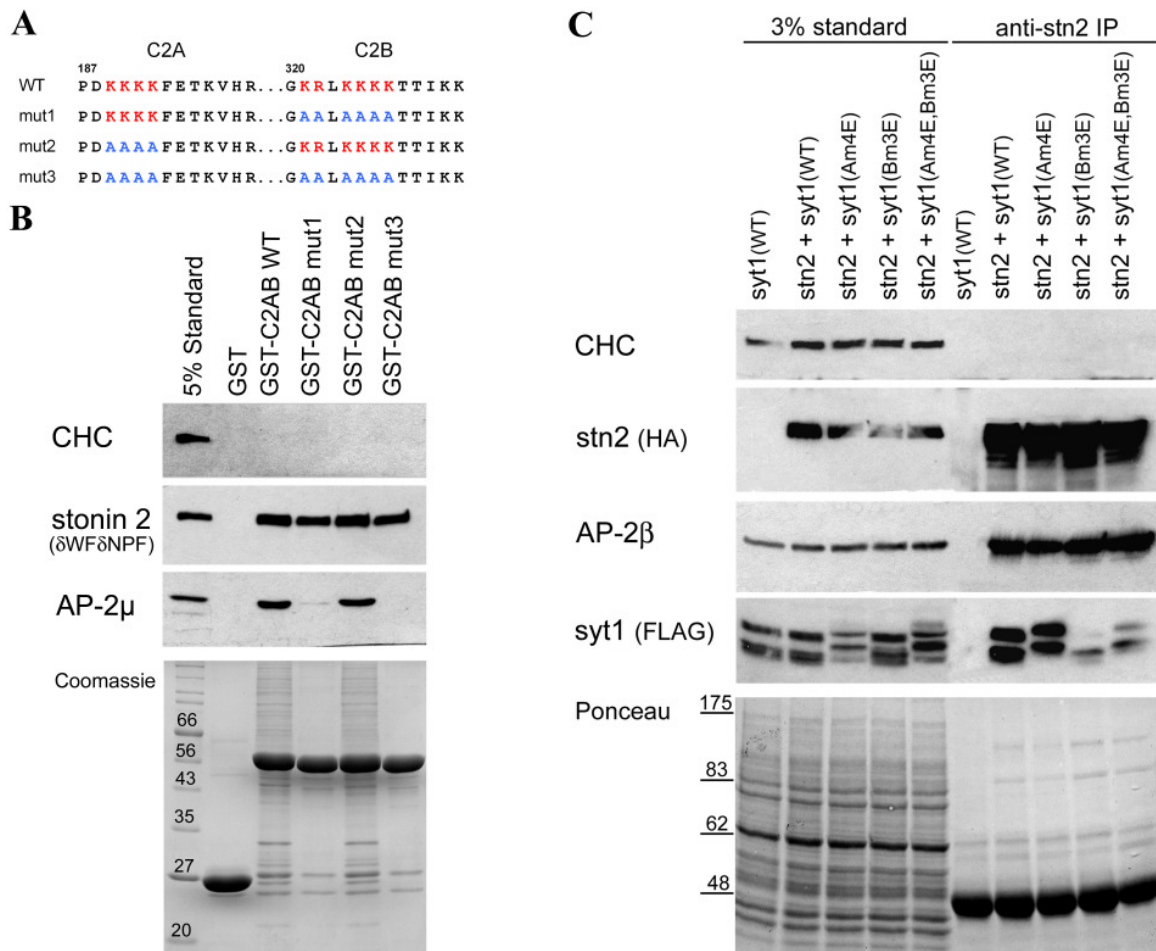 A
C2A C2B
187 320
WT PDKKKKFETKVHR...GKRLKKKKTTIKK
mut1 PDKKKKFETKVHR...GAALAAAATTIKK
mut2 PDAAAAFETKVHR...GKRLKKKKTTIKK
mut3 PDAAAAFETKVHR...GAALAAAATTIKK
B
5% Standard
GST
GST-C2AB WT
GST-C2AB mut1
GST-C2AB mut2
GST-C2AB mut3
CHC
stonin 2
(δWFδNPF)
AP-2µ
Coomassie
66
56
43
35
27
20
C
3% standard anti-stn2 IP
syt1(WT)
stn2 + syt1(WT)
stn2 + syt1(Am4E)
stn2 + syt1(Bm3E)
stn2 + syt1(Am4E,Bm3E)
syt1(WT)
stn2 + syt1(WT)
stn2 + syt1(Am4E)
stn2 + syt1(Bm3E)
stn2 + syt1(Am4E,Bm3E)
CHC
stn2 (HA)
AP-2β
syt1 (FLAG)
Ponceau
175
83
62
48